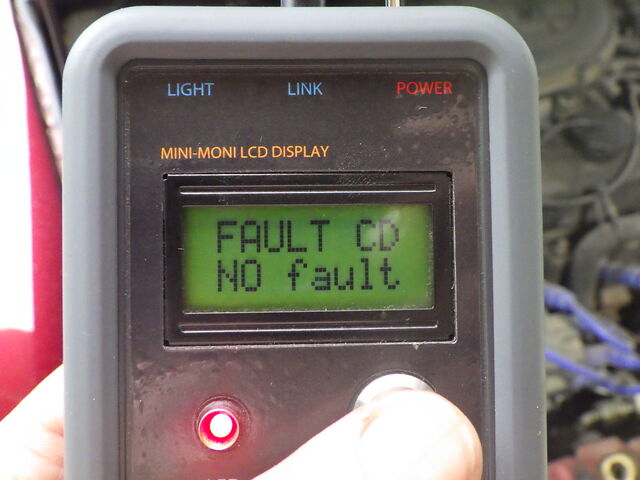 LIGHT LINK POWER
MINI-MONI LCD DISPLAY
FAULT CD
NO fault